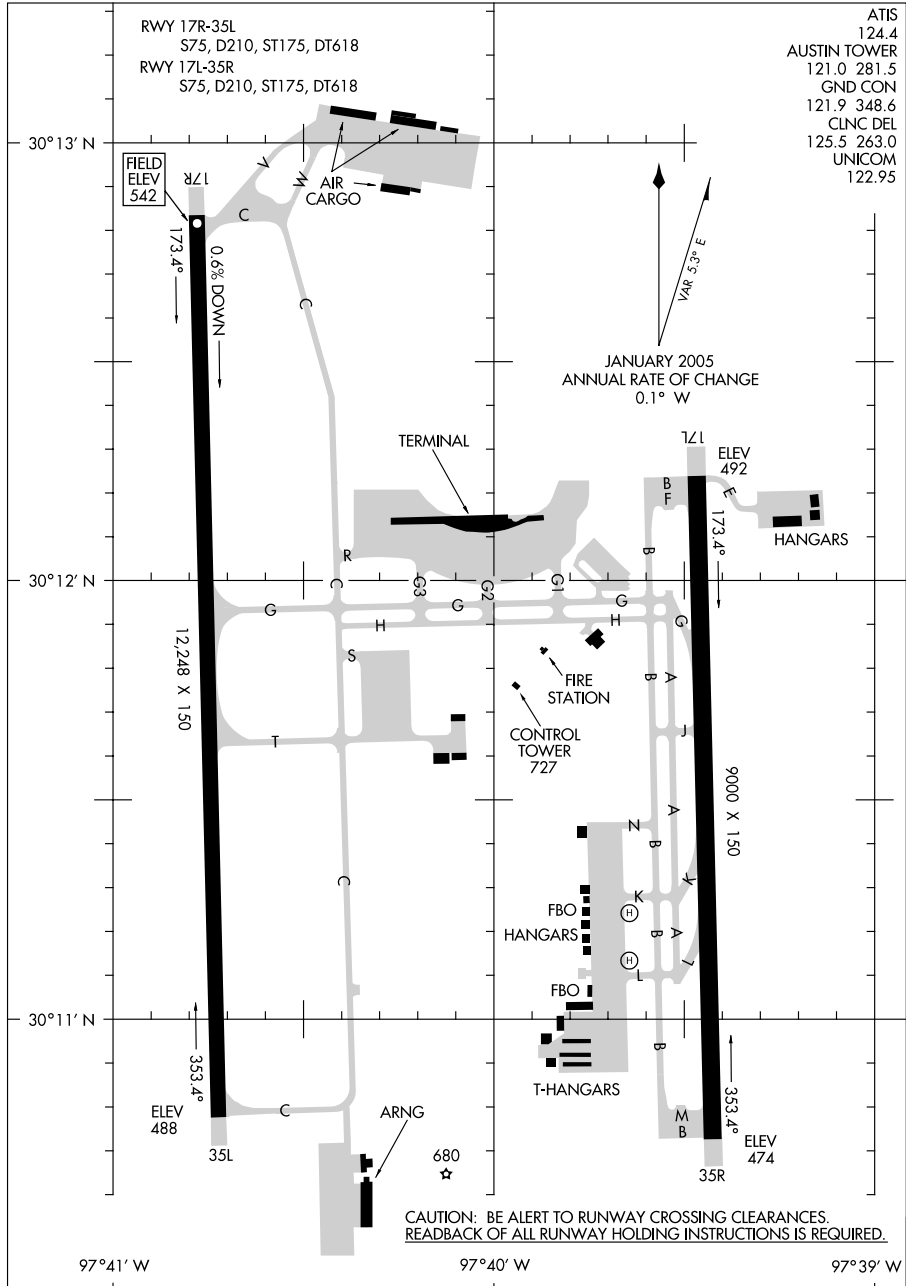 RWY 17R-35L
S75, D210, ST175, DT618
RWY 17L-35R
S75, D210, ST175, DT618
ATIS
124.4
AUSTIN TOWER
121.0 281.5
GND CON
121.9 348.6
CLNC DEL
125.5 263.0
UNICOM
122.95
30°13' N
FIELD
ELEV
542
17R
V
W
AIR
CARGO
C
173.4°
0.6% DOWN
C
VAR 5.3° E
JANUARY 2005
ANNUAL RATE OF CHANGE
0.1° W
TERMINAL
17L
ELEV
492
B
F
E
173.4°
HANGARS
B
R
30°12' N
C
G3
G2
G1
G
G
G
H
H
G
12,248 X 150
S
FIRE
STATION
B
A
CONTROL
TOWER
727
T
J
9000 X 150
A
N
B
C
K
K
FBO
H
HANGARS
B
A
H
L
L
FBO
30°11' N
B
353.4°
T-HANGARS
353.4°
ELEV
488
C
ARNG
M
B
ELEV
474
35L
680
35R
CAUTION: BE ALERT TO RUNWAY CROSSING CLEARANCES.
READBACK OF ALL RUNWAY HOLDING INSTRUCTIONS IS REQUIRED.
97°41' W
97°40' W
97°39' W